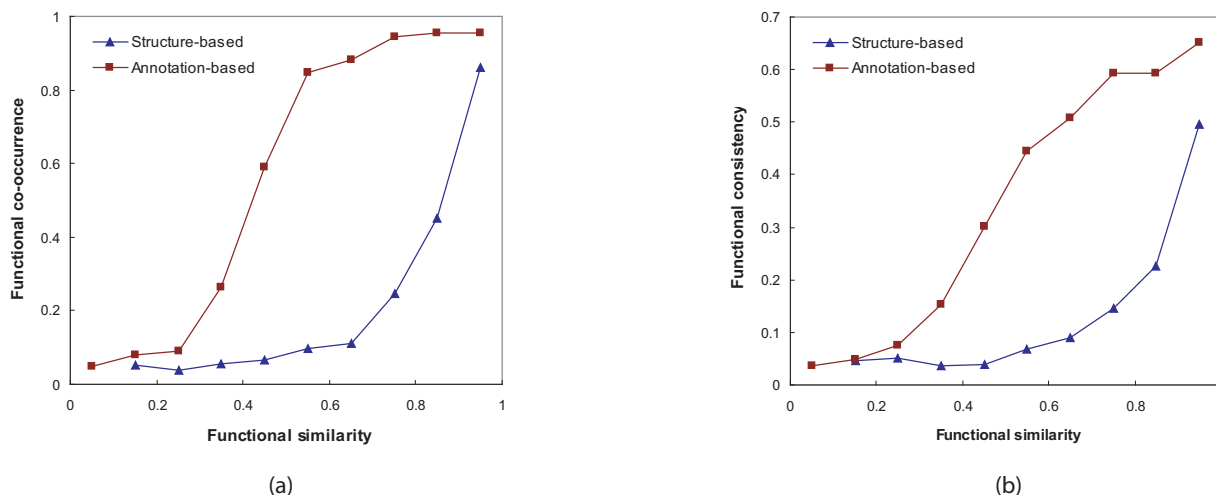 1
0.8
0.6
0.4
0.2
0
Structure-based
Annotation-based
Functional co-occurrence
0 0.2 0.4 0.6 0.8 1
Functional similarity
(a)
0.7
0.6
0.5
0.4
0.3
0.2
0.1
0
Structure-based
Annotation-based
Functional consistency
0 0.2 0.4 0.6 0.8
Functional similarity
(b)